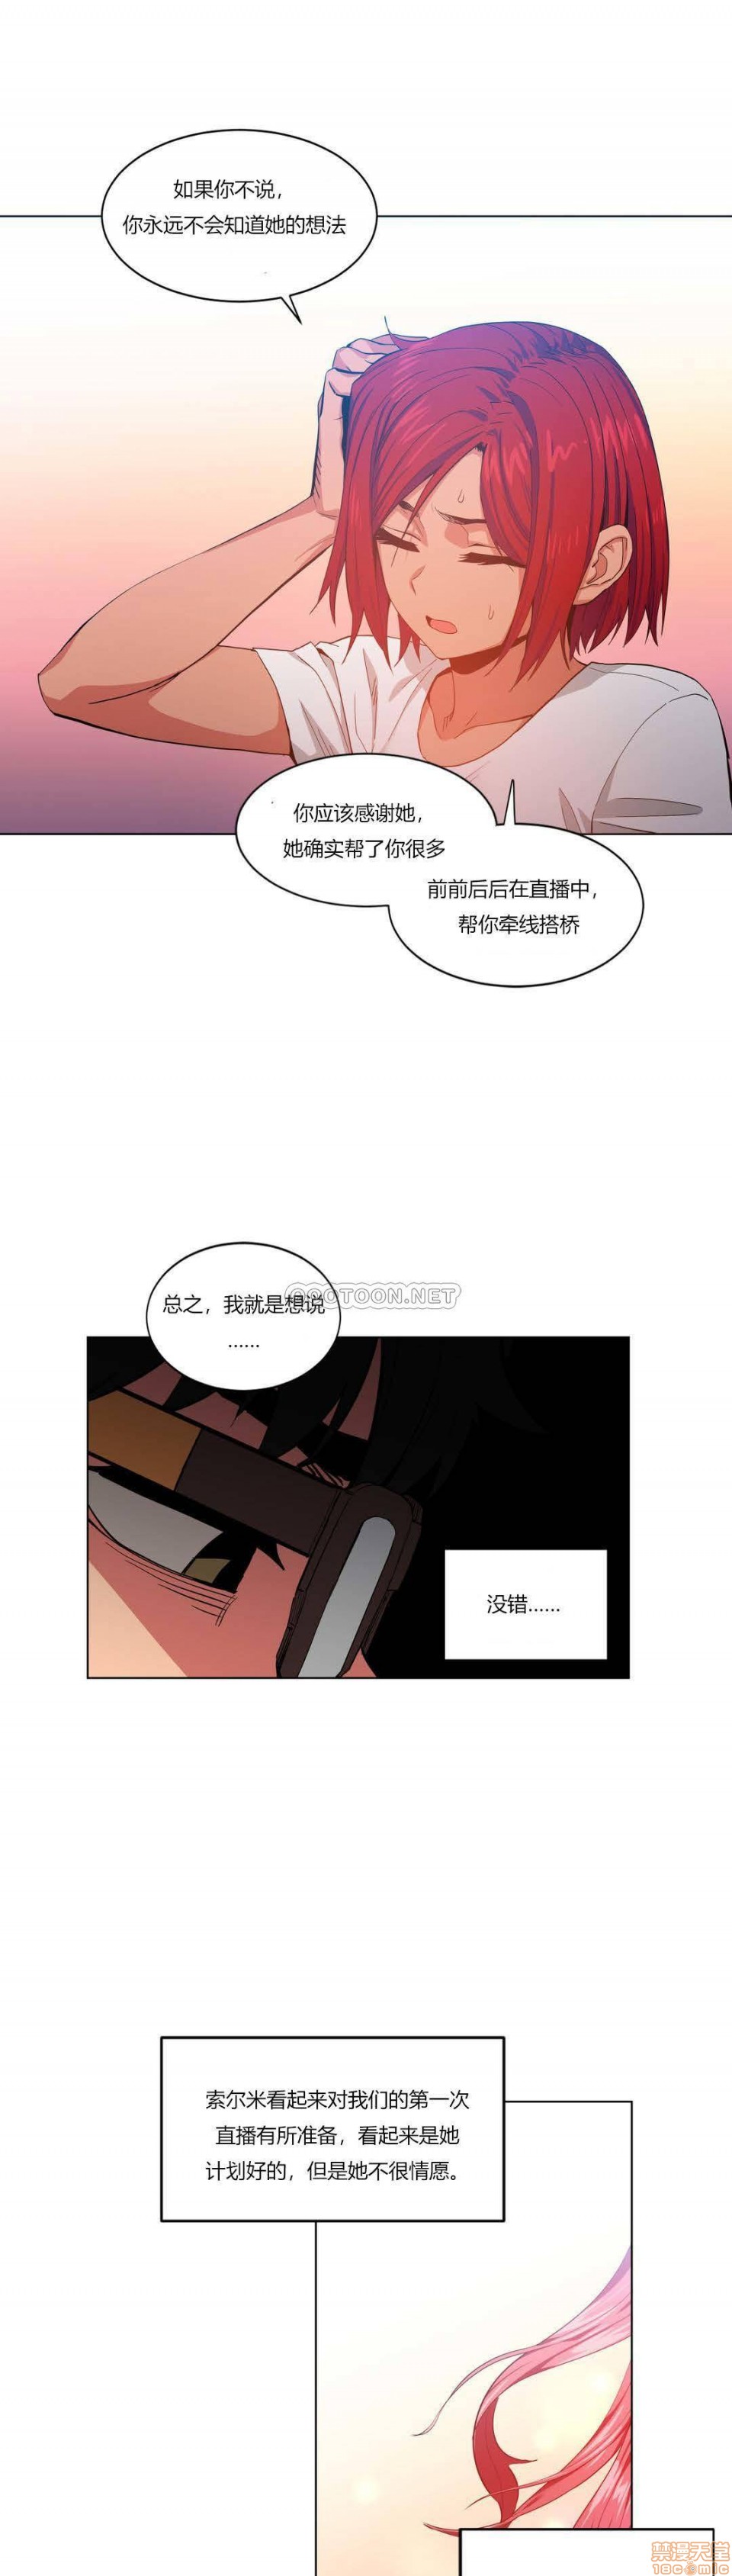 如果你不说，
你永远不会知道她的想法
你应该感谢她，
她确实帮了你很多
前前后后在直播中，
帮你牵线搭桥
总之，我就是想说
……
没错……
索尔米看起来对我们的第一次
直播有所准备，看起来是她
计划好的，但是她不很情愿。
禁漫天堂
18comic